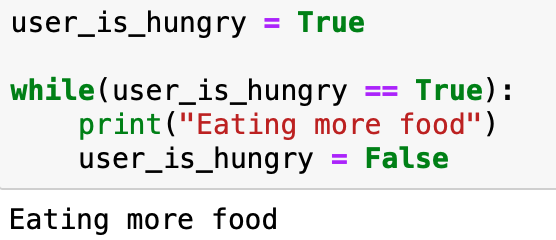 user_is_hungry = True
while(user_is_hungry == True):
    print("Eating more food")
    user_is_hungry = False
Eating more food